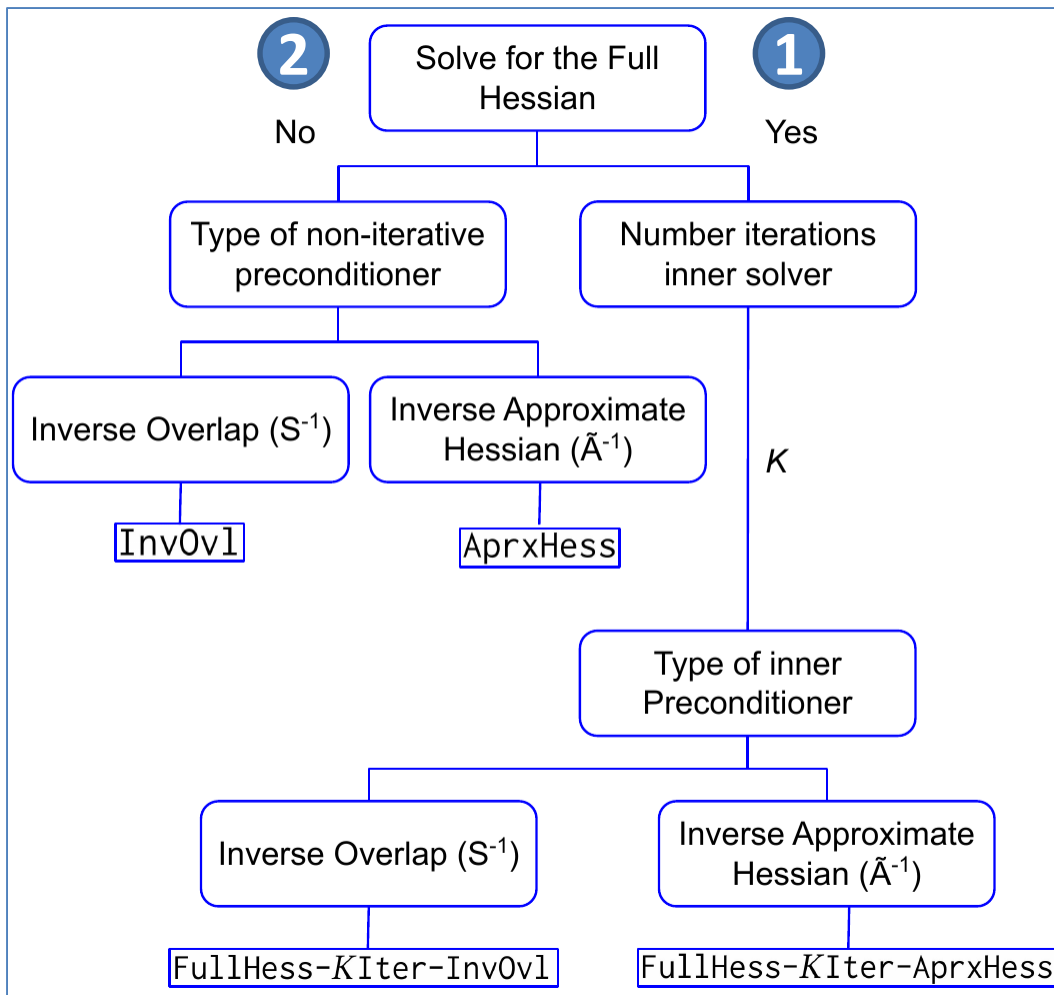 2
Solve for the Full
Hessian
1
No
Yes
Type of non-iterative
preconditioner
Number iterations
inner solver
Inverse Overlap (S⁻¹)
Inverse Approximate
Hessian (Ã⁻¹)
K
InvOvl
AprxHess
Type of inner
Preconditioner
Inverse Overlap (S⁻¹)
Inverse Approximate
Hessian (Ã⁻¹)
FullHess-KIter-InvOvl
FullHess-KIter-AprxHess